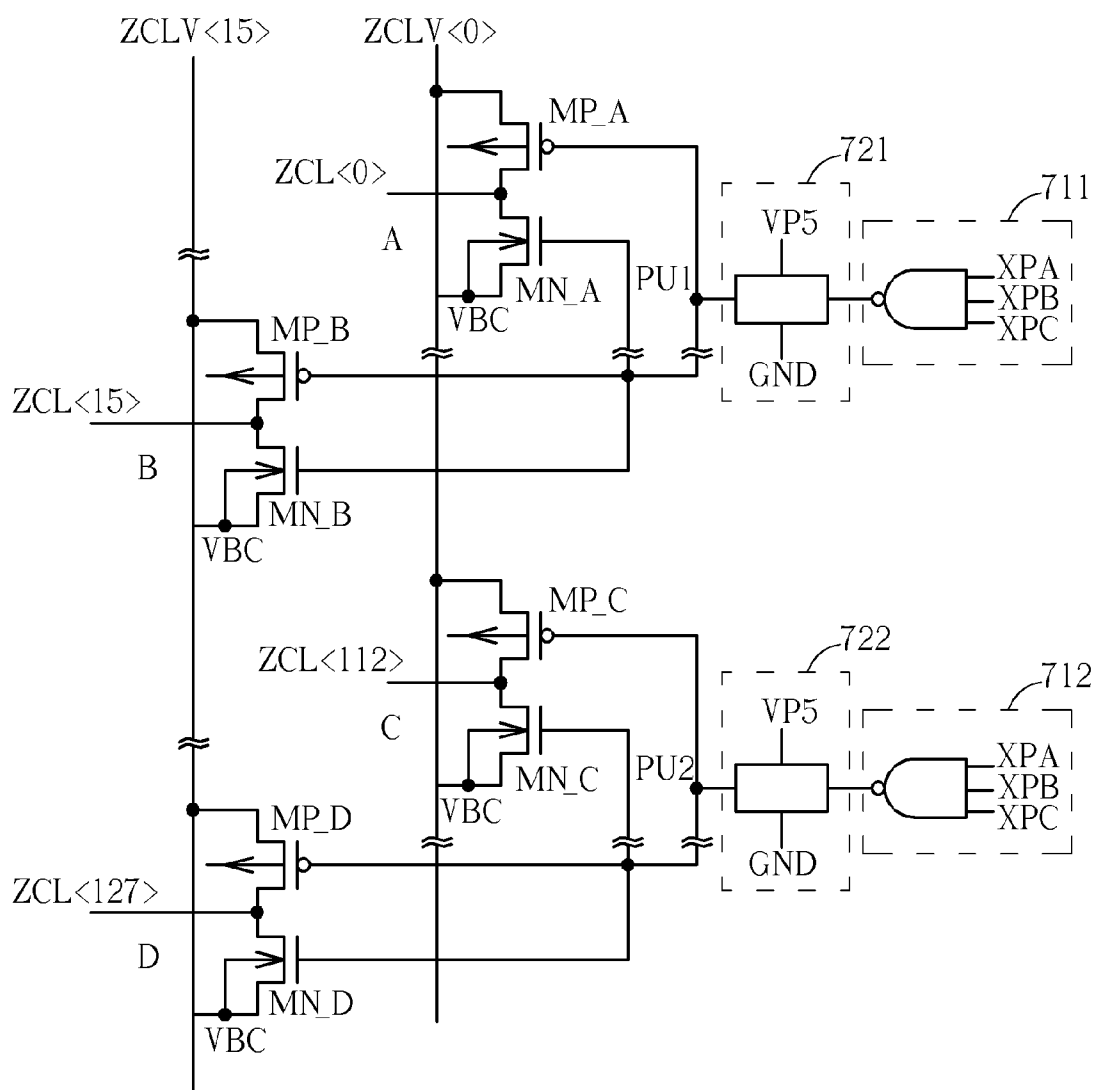 ZCLV<15>
ZCLV<0>
MP_A
ZCL<0>
A
MN_A
VBC
PU1
721
VP5
GND
711
XPA
XPB
XPC
MP_B
ZCL<15>
B
MN_B
VBC
MP_C
ZCL<112>
C
MN_C
VBC
PU2
722
VP5
GND
712
XPA
XPB
XPC
MP_D
ZCL<127>
D
MN_D
VBC